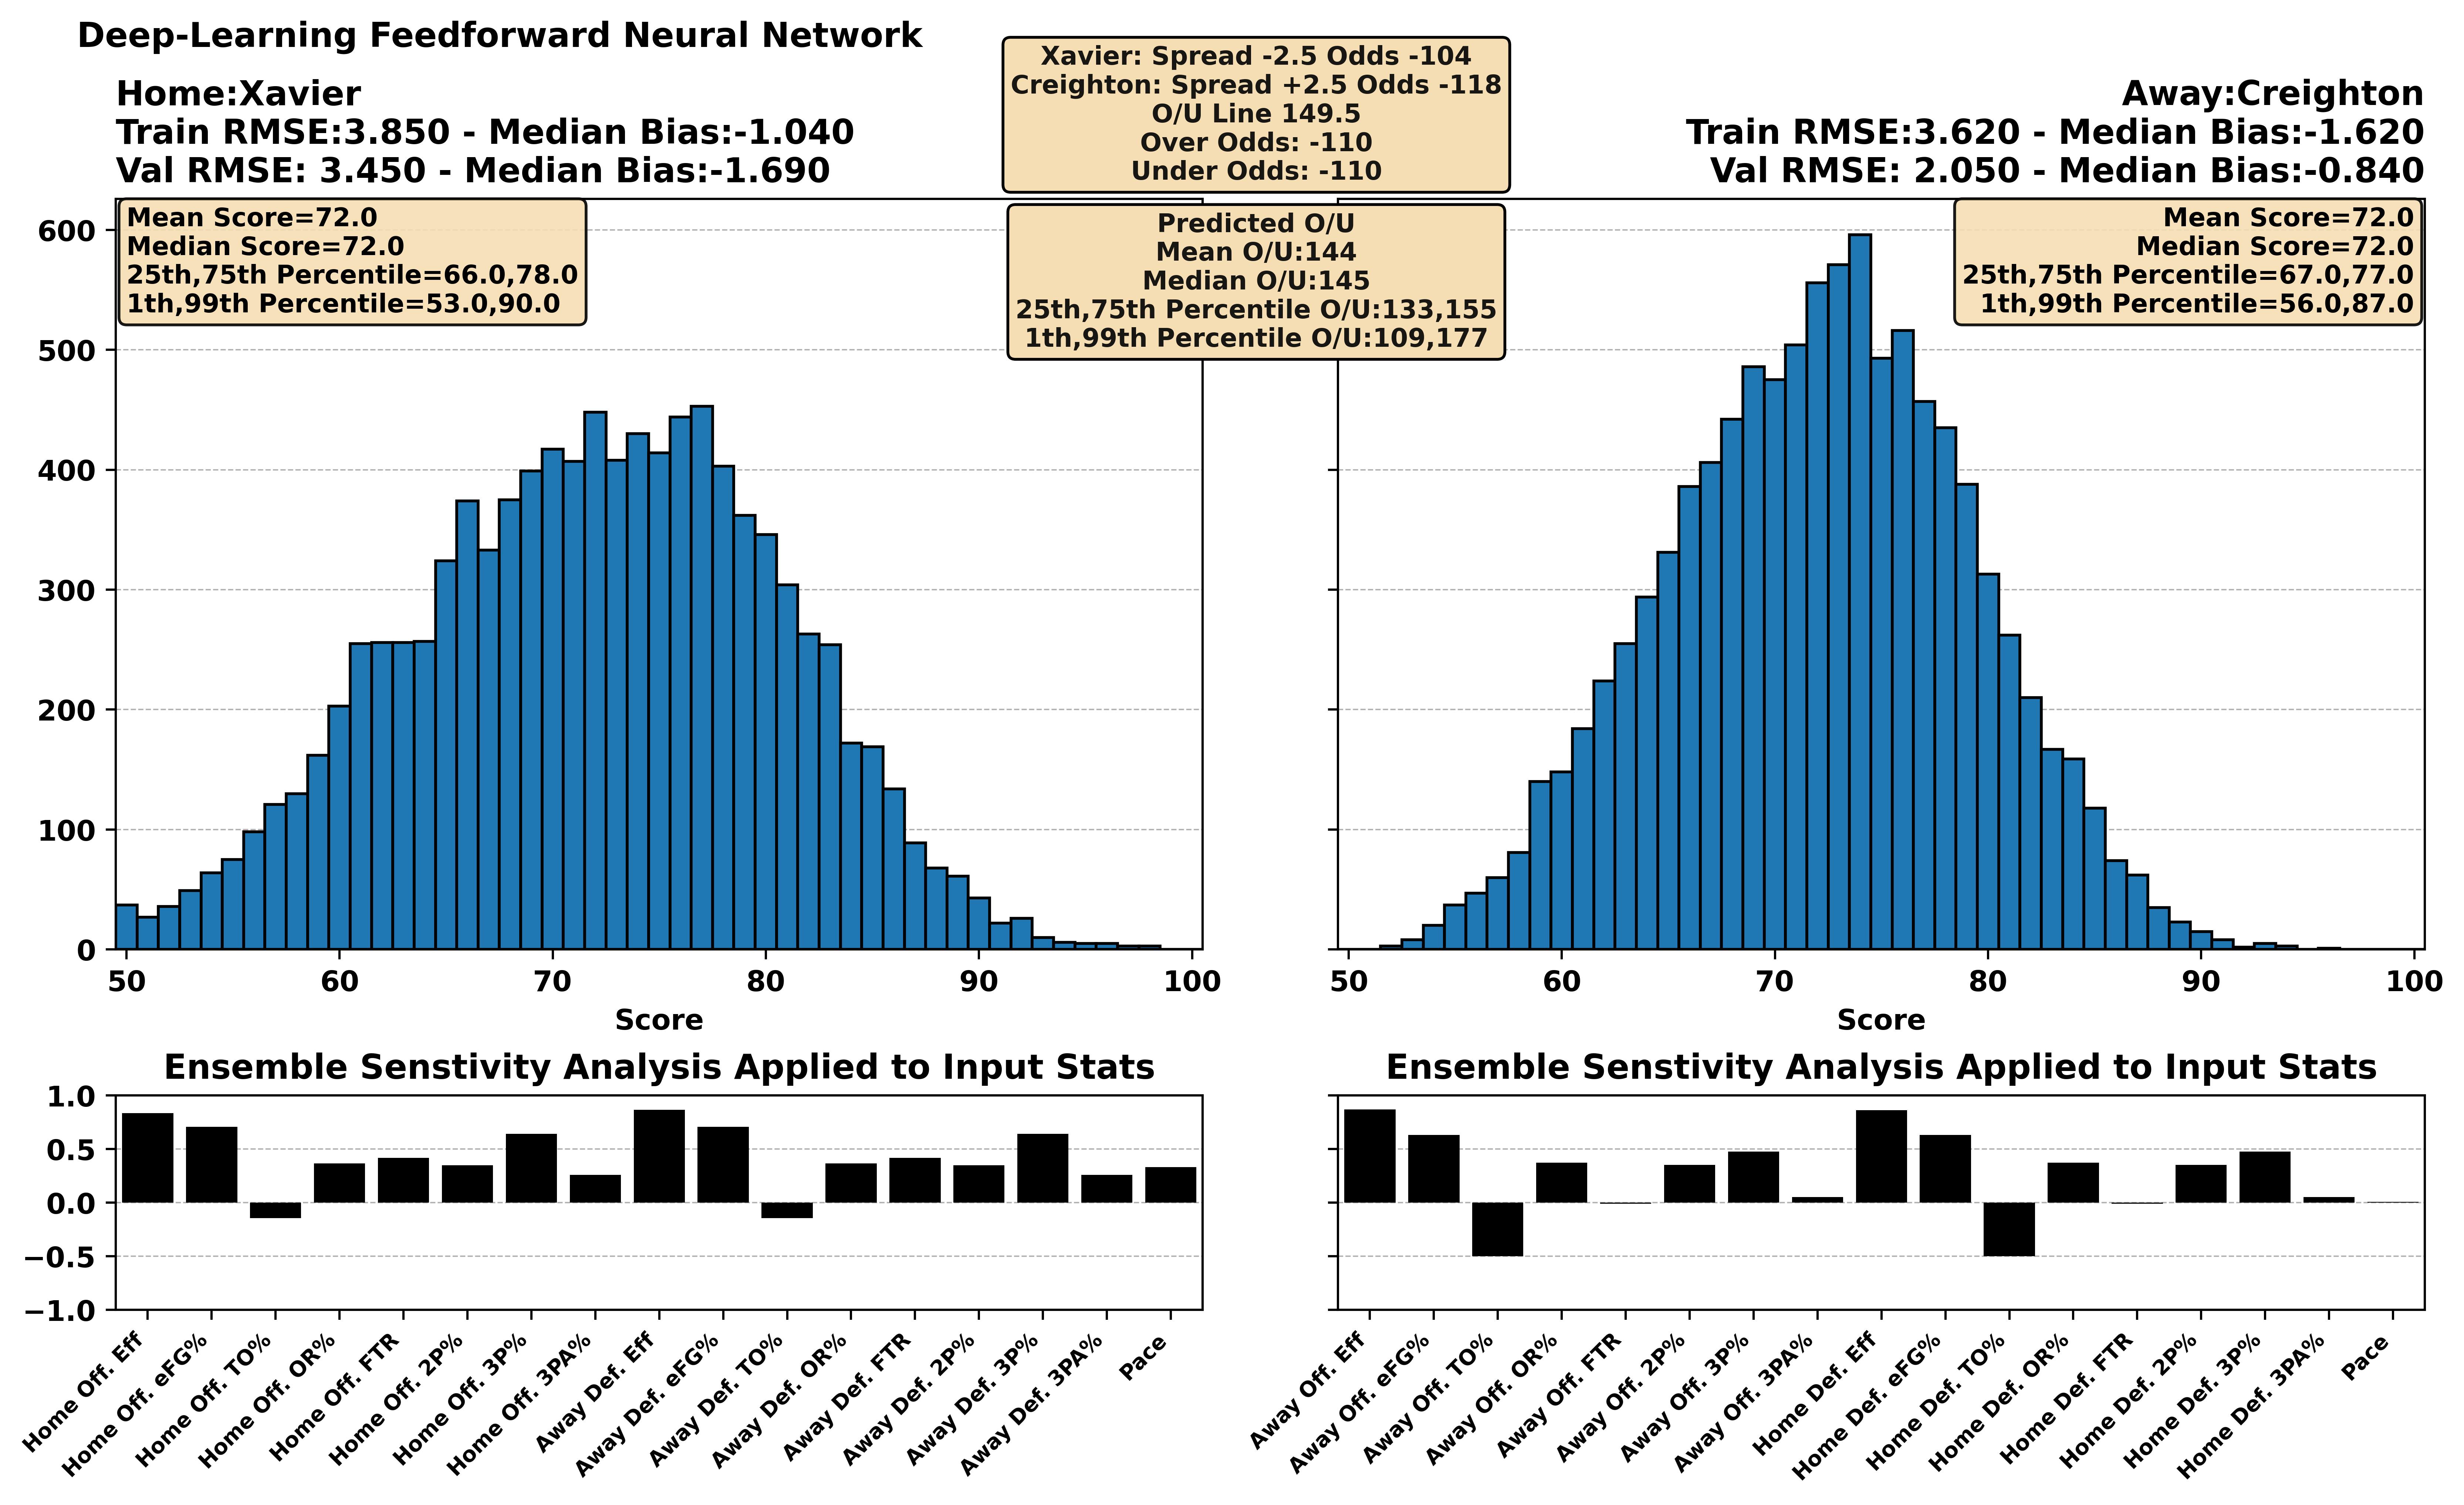 Deep-Learning Feedforward Neural Network
Home:Xavier
Train RMSE:3.850 - Median Bias:-1.040
Val RMSE: 3.450 - Median Bias:-1.690
Xavier: Spread -2.5 Odds -104
Creighton: Spread +2.5 Odds -118
O/U Line 149.5
Over Odds: -110
Under Odds: -110
Away:Creighton
Train RMSE:3.620 - Median Bias:-1.620
Val RMSE: 2.050 - Median Bias:-0.840
Mean Score=72.0
Median Score=72.0
25th,75th Percentile=66.0,78.0
1th,99th Percentile=53.0,90.0
Predicted O/U
Mean O/U:144
Median O/U:145
25th,75th Percentile O/U:133,155
1th,99th Percentile O/U:109,177
Mean Score=72.0
Median Score=72.0
25th,75th Percentile=67.0,77.0
1th,99th Percentile=56.0,87.0
600
500
400
300
200
100
0
50 60 70 80 90 100
Score
50 60 70 80 90 100
Score
Ensemble Senstivity Analysis Applied to Input Stats
1.0
0.5
0.0
−0.5
−1.0
Home Off. Eff
Home Off. eFG%
Home Off. TO%
Home Off. OR%
Home Off. FTR
Home Off. 2P%
Home Off. 3P%
Home Off. 3PA%
Away Def. Eff
Away Def. eFG%
Away Def. TO%
Away Def. OR%
Away Def. FTR
Away Def. 2P%
Away Def. 3P%
Away Def. 3PA%
Pace
Ensemble Senstivity Analysis Applied to Input Stats
Away Off. Eff
Away Off. eFG%
Away Off. TO%
Away Off. OR%
Away Off. FTR
Away Off. 2P%
Away Off. 3P%
Away Off. 3PA%
Home Def. Eff
Home Def. eFG%
Home Def. TO%
Home Def. OR%
Home Def. FTR
Home Def. 2P%
Home Def. 3P%
Home Def. 3PA%
Pace